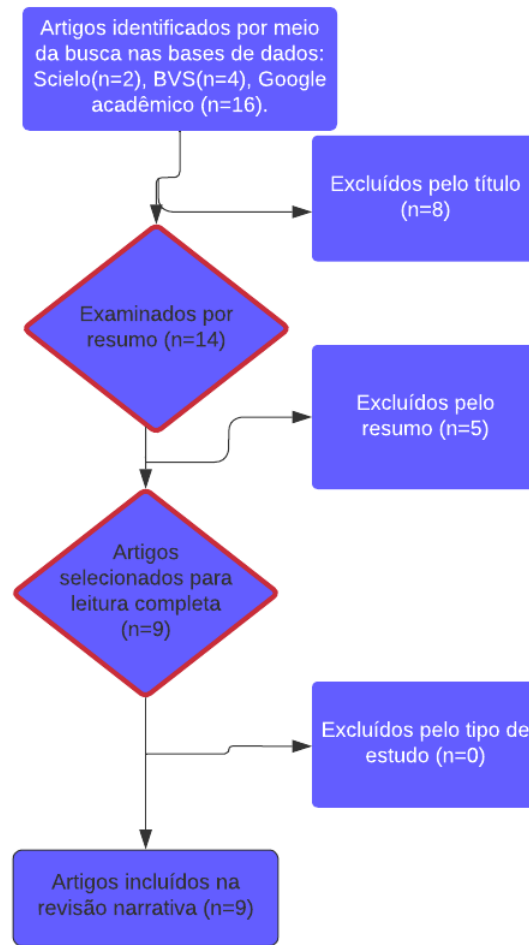 Artigos identificados por meio
da busca nas bases de dados:
Scielo(n=2), BVS(n=4), Google
acadêmico (n=16).
Excluídos pelo título
(n=8)
Examinados por
resumo (n=14)
Excluídos pelo
resumo (n=5)
Artigos
selecionados para
leitura completa
(n=9)
Excluídos pelo tipo de
estudo (n=0)
Artigos incluídos na
revisão narrativa (n=9)